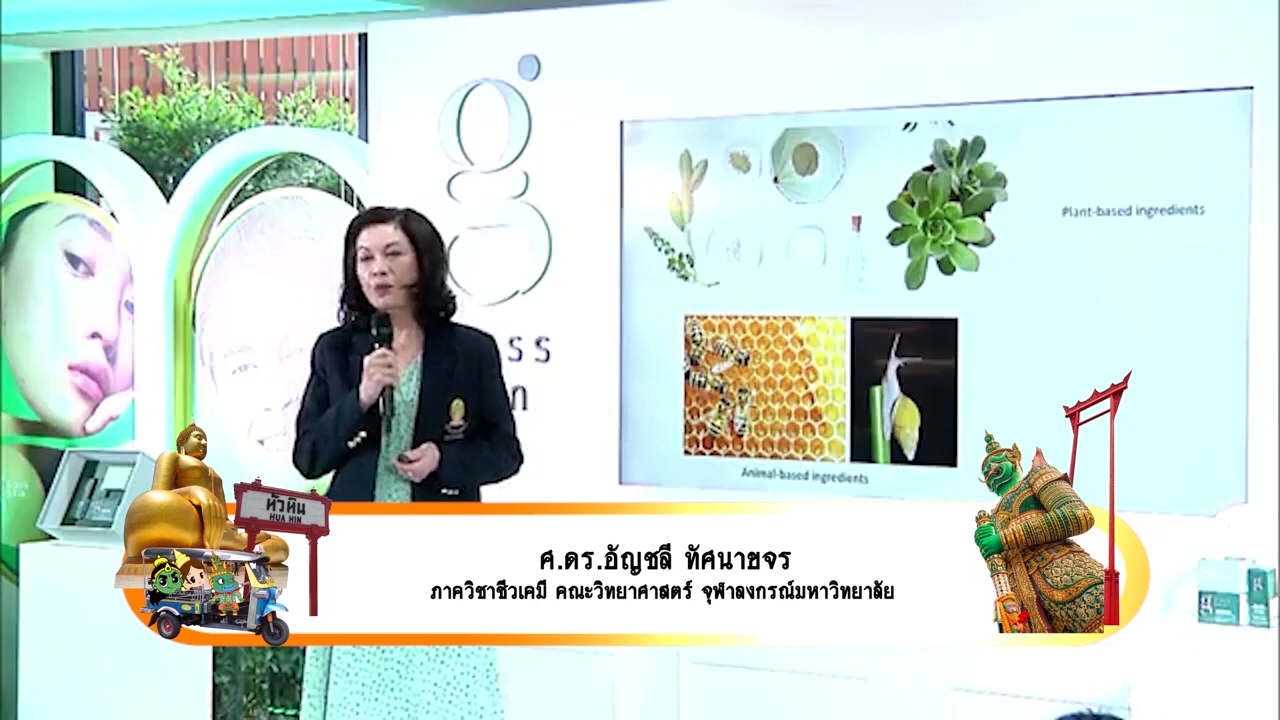 g
Plant-based ingredients
Animal-based ingredients
หัวหิน
HUA HIN
ศ.ดร.อัญชลี ทัศนาขจร
ภาควิชาชีวเคมี คณะวิทยาศาสตร์ จุฬาลงกรณ์มหาวิทยาลัย